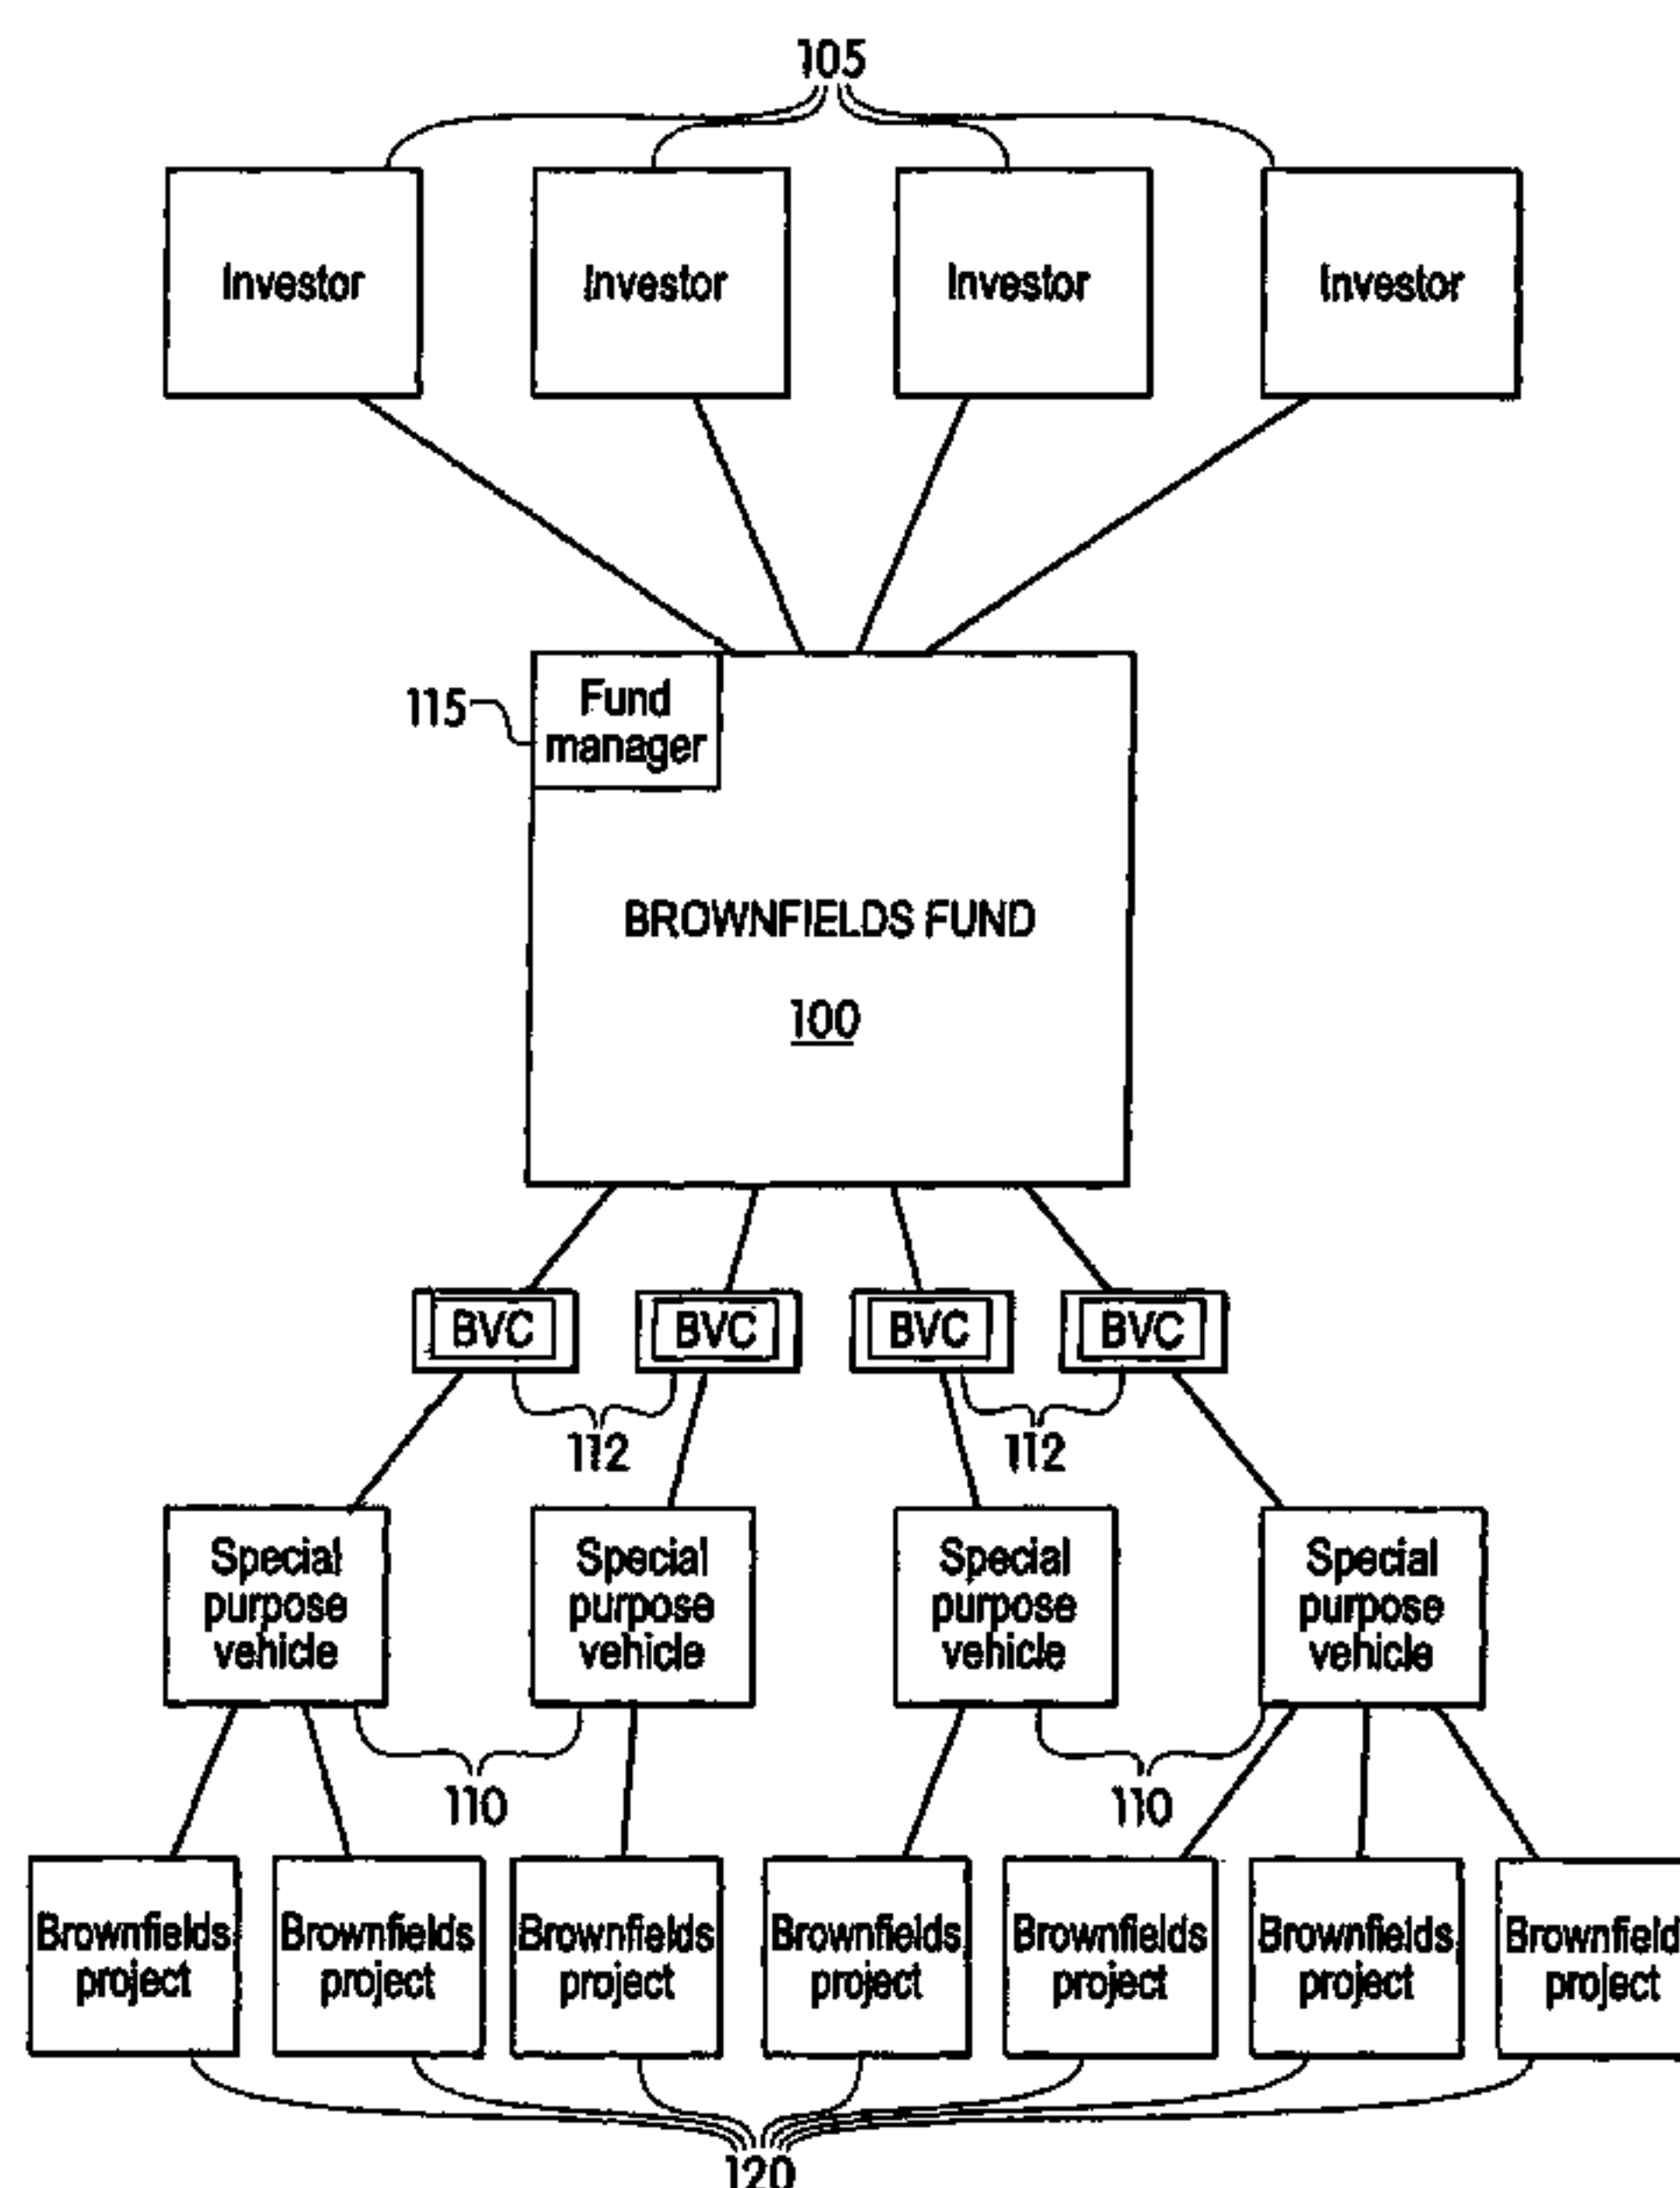 105
Investor
Investor
Investor
Investor
115
Fund
manager
BROWNFIELDS FUND
100
BVC
BVC
BVC
BVC
112
112
Special
purpose
vehicle
Special
purpose
vehicle
Special
purpose
vehicle
Special
purpose
vehicle
110
110
Brownfields
project
Brownfields
project
Brownfields
project
Brownfields
project
Brownfields
project
Brownfields
project
Brownfield
project
120